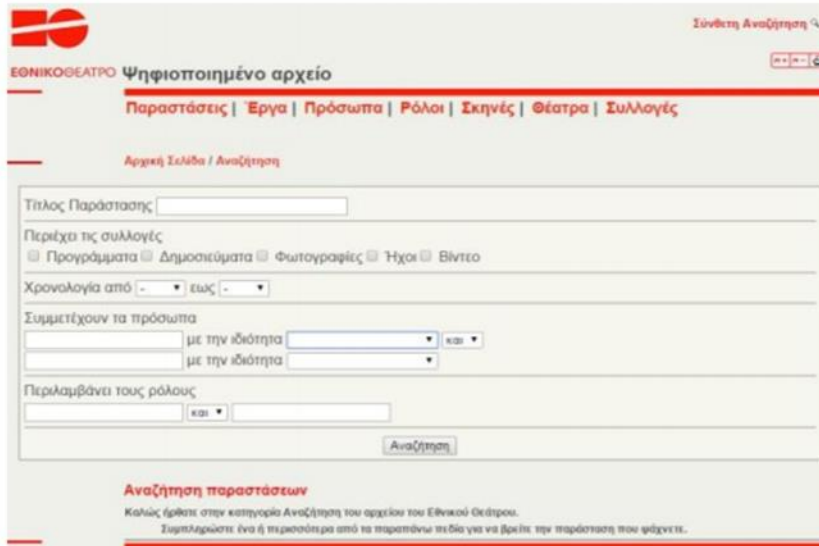 Σύνθετη Αναζήτηση
ΕΘΝΙΚΟΘΕΑΤΡΟ Ψηφιοποιημένο αρχείο
Παραστάσεις | Έργα | Πρόσωπα | Ρόλοι | Σκηνές | Θέατρα | Συλλογές
Αρχική Σελίδα / Αναζήτηση
Τίτλος Παράστασης
Περιέχει τις συλλογές
Προγράμματα Δημοσιεύματα Φωτογραφίες Ήχοι Βίντεο
Χρονολογία από - εως -
Συμμετέχουν τα πρόσωπα
με την ιδιότητα και
με την ιδιότητα
Περιλαμβάνει τους ρόλους
και
Αναζήτηση
Αναζήτηση παραστάσεων
Καλώς ήρθατε στην κατηγορία Αναζήτηση του αρχείου του Εθνικού Θεάτρου.
Συμπληρώστε ένα ή περισσότερα από τα παραπάνω πεδία για να βρείτε την παράσταση που ψάχνετε.